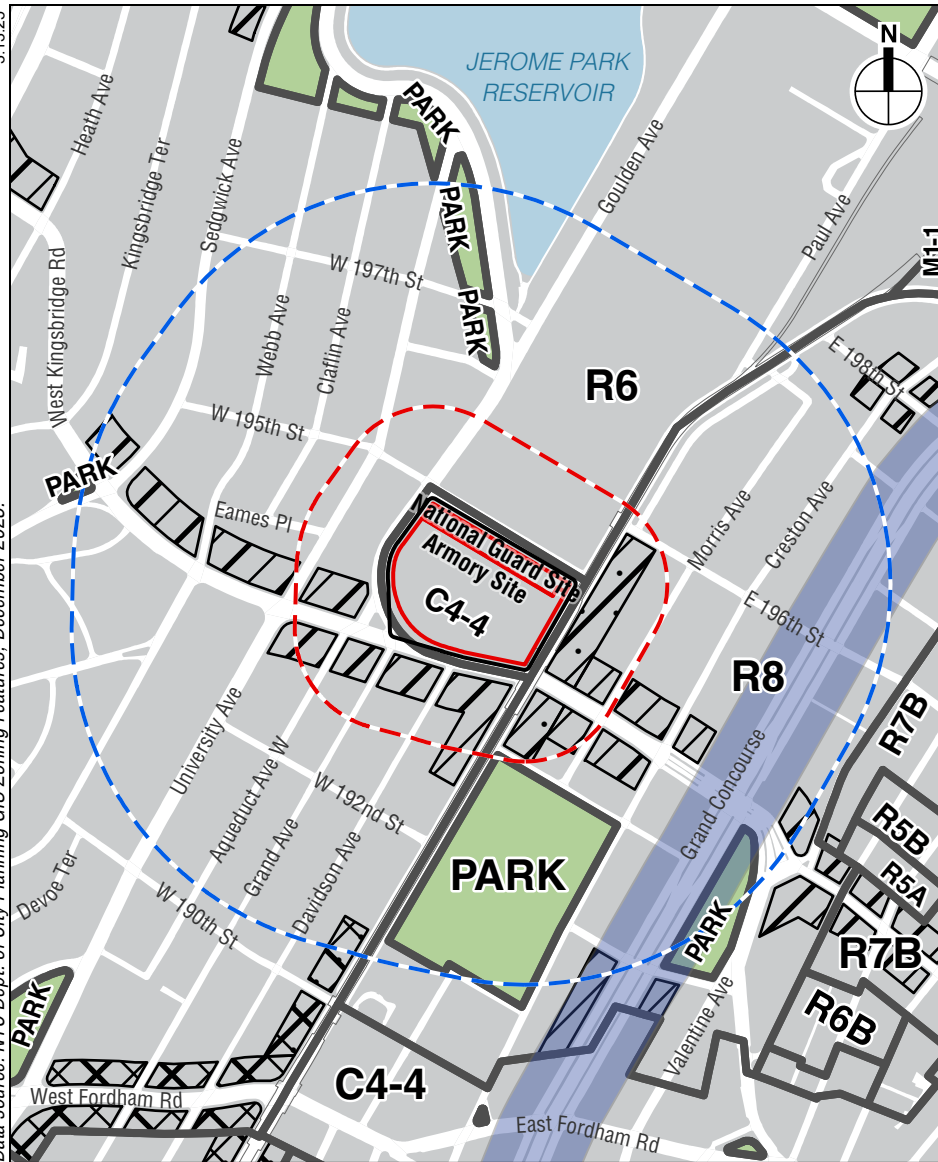 N
JEROME PARK
RESERVOIR
PARK
Heath Ave
Kingsbridge Ter
Sedgwick Ave
Goulden Ave
Paul Ave
M1-1
PARK
West Kingsbridge Rd
W 197th St
Webb Ave
Claflin Ave
PARK
R6
E 198th St
W 195th St
PARK
Eames Pl
National Guard Site
Armory Site
C4-4
Morris Ave
Creston Ave
E 196th St
R8
R7B
University Ave
Aqueduct Ave W
W 192nd St
Grand Ave
Davidson Ave
Grand Concourse
R5B
R5A
PARK
Devoe Ter
W 190th St
PARK
R7B
PARK
R6B
Valentine Ave
C4-4
West Fordham Rd
East Fordham Rd